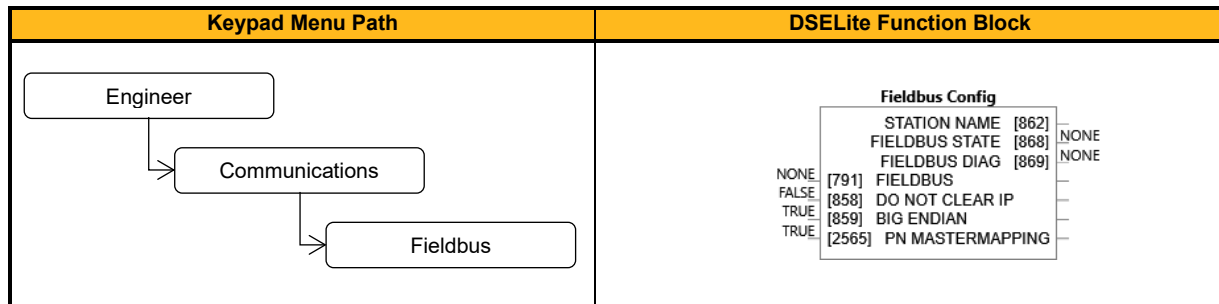 Keypad Menu Path
DSELite Function Block
Engineer
Communications
Fieldbus
Fieldbus Config
STATION NAME [862]
FIELDBUS STATE [868] NONE
FIELDBUS DIAG [869] NONE
NONE [791] FIELDBUS
FALSE [858] DO NOT CLEAR IP
TRUE [859] BIG ENDIAN
TRUE [2565] PN MASTERMAPPING